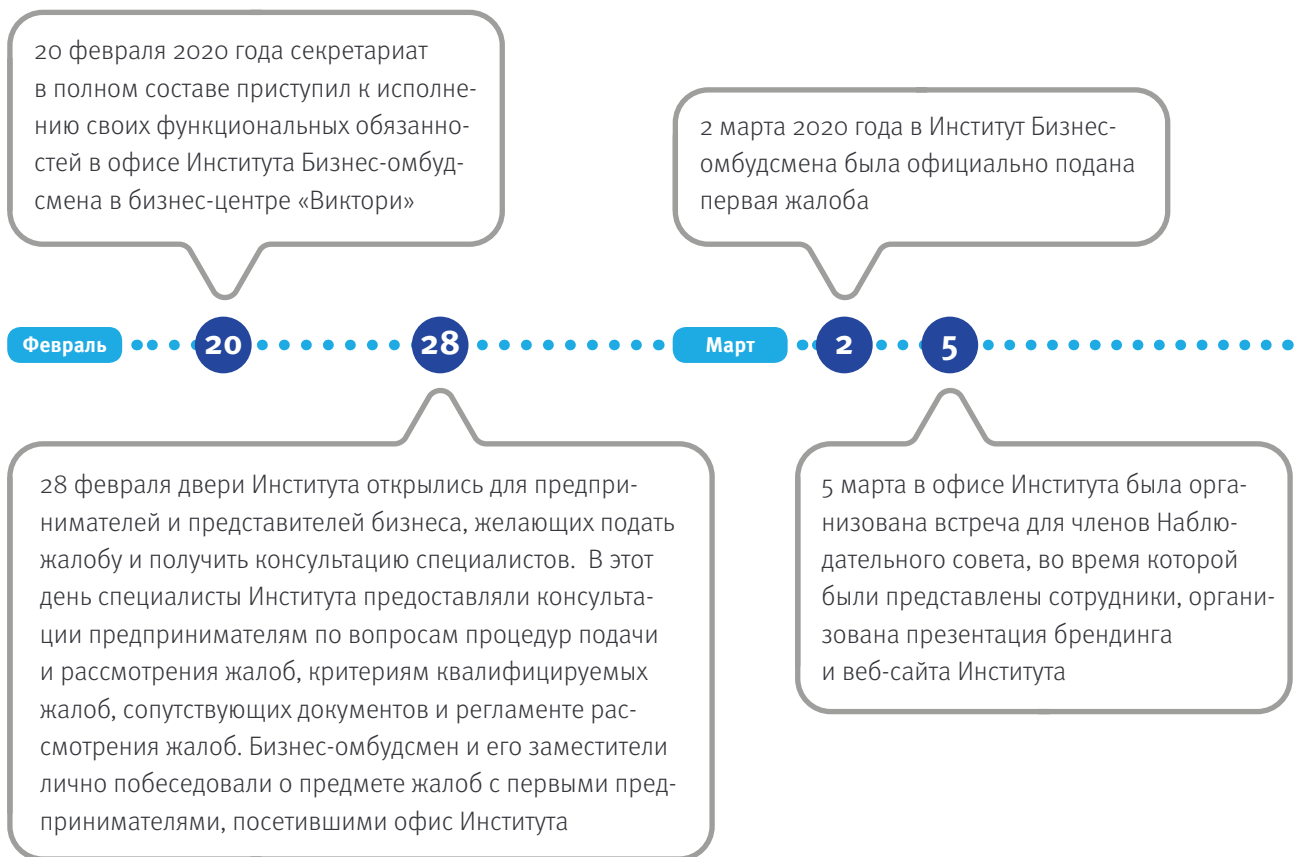 20 февраля 2020 года секретариат
в полном составе приступил к исполне-
нию своих функциональных обязанно-
стей в офисе Института Бизнес-омбуд-
смена в бизнес-центре «Виктори»
2 марта 2020 года в Институт Бизнес-
омбудсмена была официально подана
первая жалоба
Февраль
20
28
Март
2
5
28 февраля двери Института открылись для предпри-
нимателей и представителей бизнеса, желающих подать
жалобу и получить консультацию специалистов. В этот
день специалисты Института предоставляли консульта-
ции предпринимателям по вопросам процедур подачи
и рассмотрения жалоб, критериям квалифицируемых
жалоб, сопутствующих документов и регламенте рас-
смотрения жалоб. Бизнес-омбудсмен и его заместители
лично побеседовали о предмете жалоб с первыми пред-
принимателями, посетившими офис Института
5 марта в офисе Института была орга-
низована встреча для членов Наблю-
дательного совета, во время которой
были представлены сотрудники, органи-
зована презентация брендинга
и веб-сайта Института